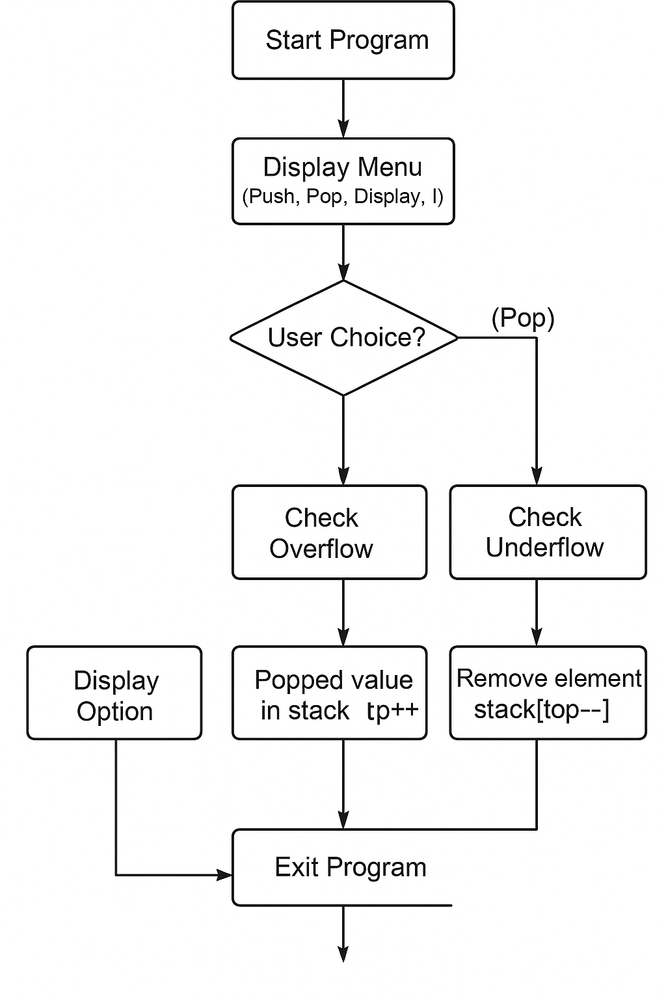 Start Program
Display Menu
(Push, Pop, Display, I)
User Choice?
(Pop)
Check
Overflow
Check
Underflow
Display
Option
Popped value
in stack tp++
Remove element
stack[top--]
Exit Program